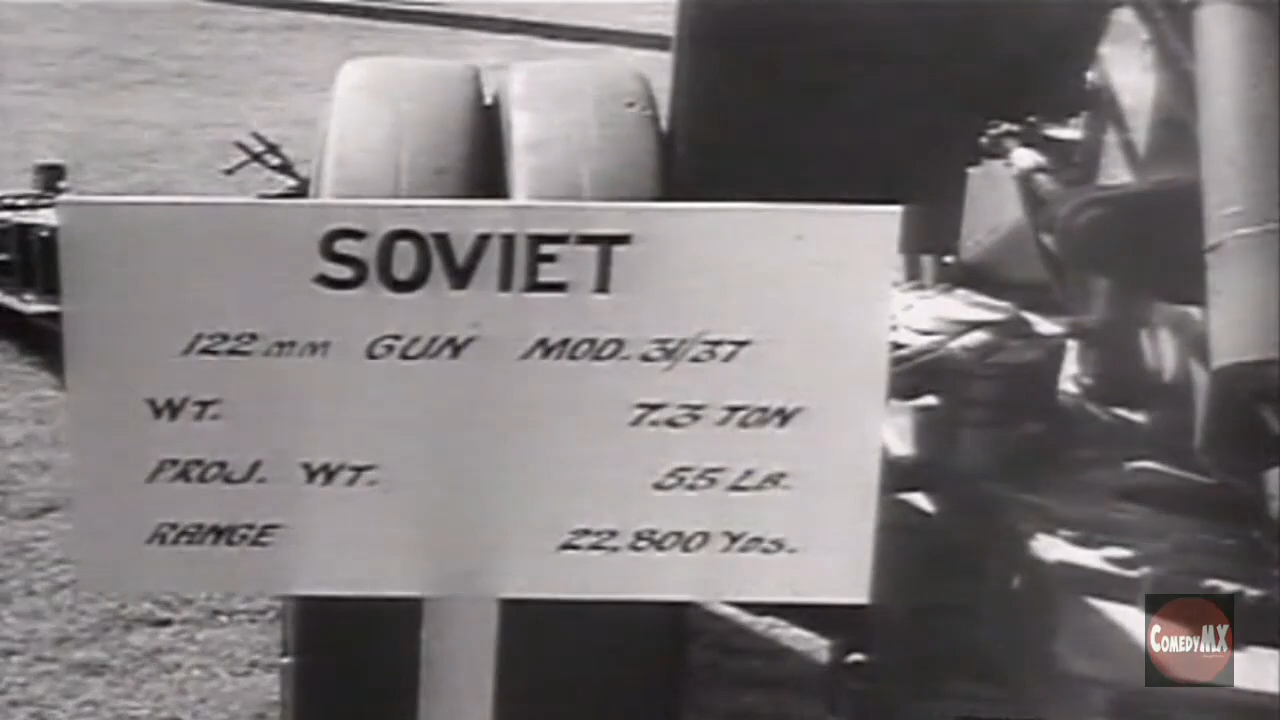 SOVIET
122 mm GUN MOD. 31/37
WT. 7.3 TON
PROJ. WT. 55 LB.
RANGE 22,800 YDS.
COMEDYMX